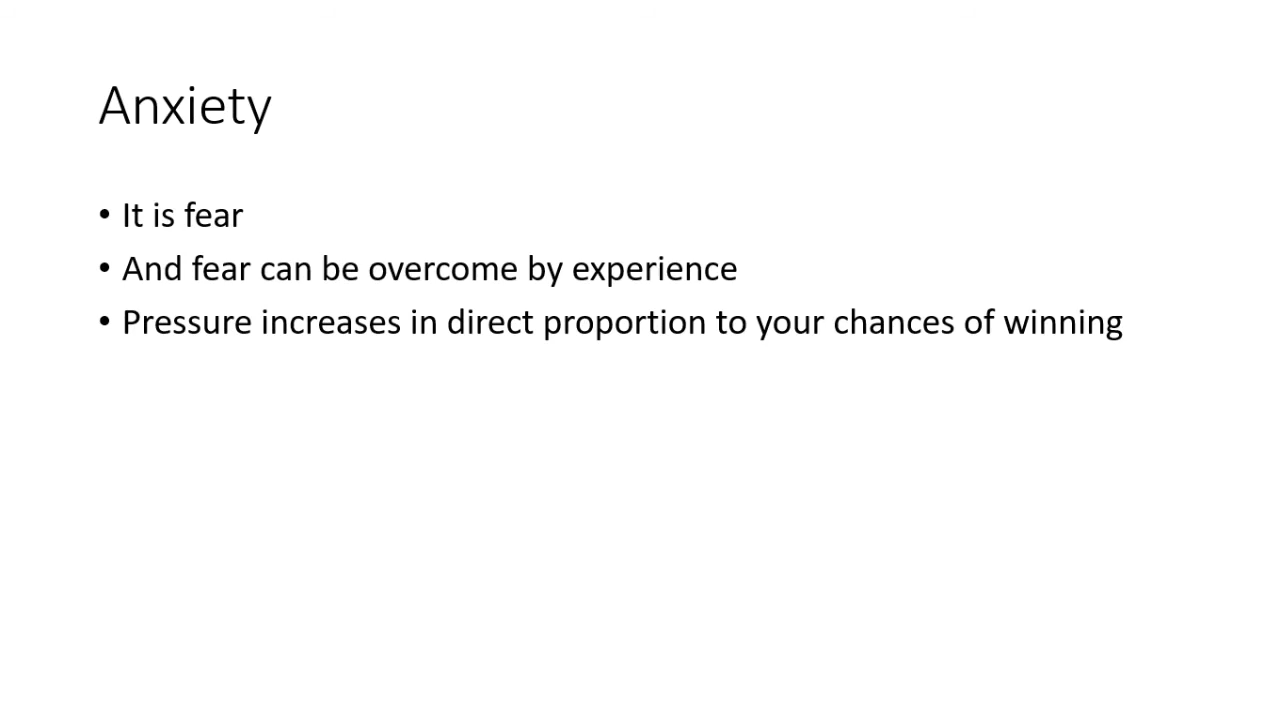 Anxiety
• It is fear
• And fear can be overcome by experience
• Pressure increases in direct proportion to your chances of winning